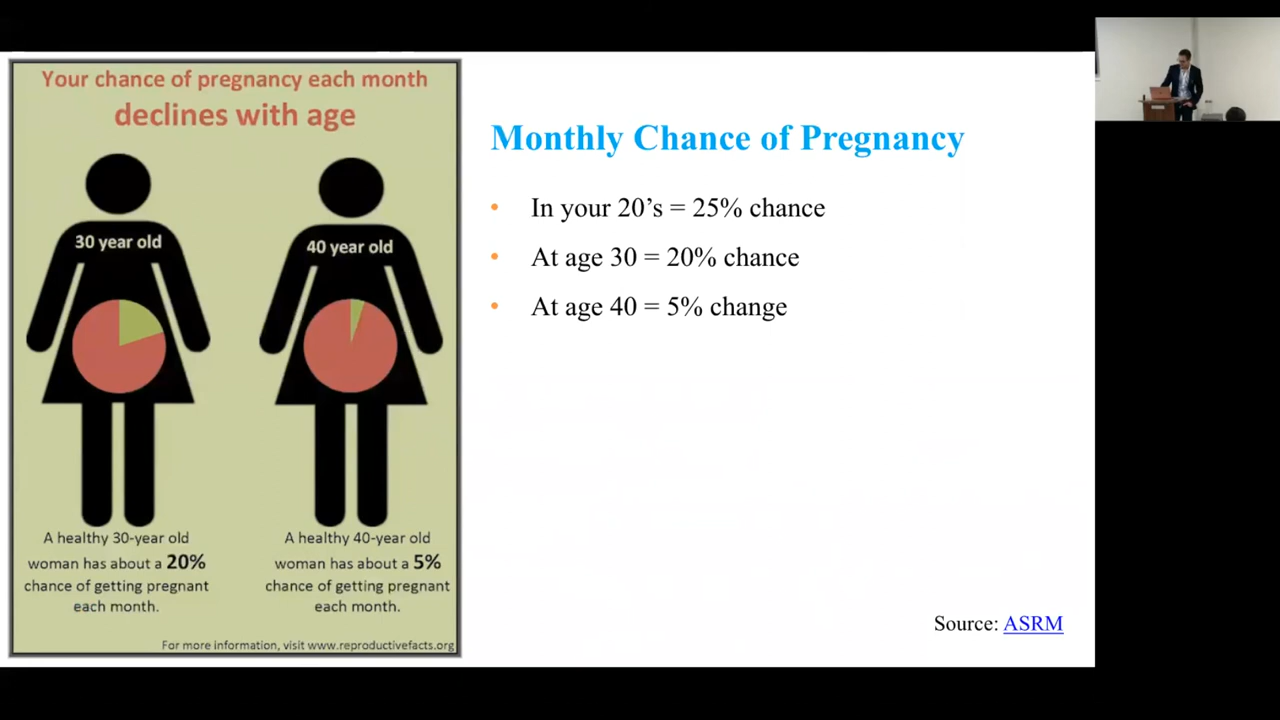 Your chance of pregnancy each month
declines with age
30 year old
40 year old
A healthy 30-year old
woman has about a 20%
chance of getting pregnant
each month.
A healthy 40-year old
woman has about a 5%
chance of getting pregnant
each month.
For more information, visit www.reproductivefacts.org
Monthly Chance of Pregnancy
• In your 20’s = 25% chance
• At age 30 = 20% chance
• At age 40 = 5% change
Source: ASRM